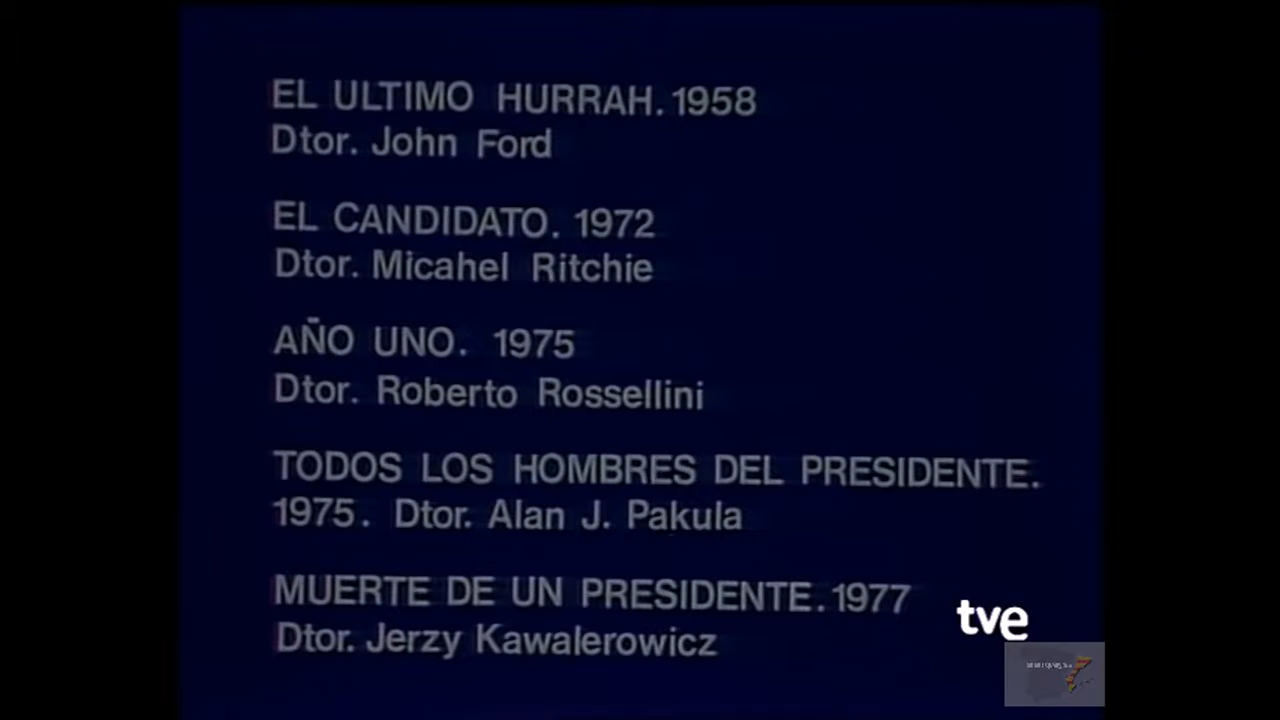 EL ULTIMO HURRAH. 1958
Dtor. John Ford
EL CANDIDATO. 1972
Dtor. Micahel Ritchie
AÑO UNO. 1975
Dtor. Roberto Rossellini
TODOS LOS HOMBRES DEL PRESIDENTE.
1975. Dtor. Alan J. Pakula
MUERTE DE UN PRESIDENTE. 1977
Dtor. Jerzy Kawalerowicz
tve